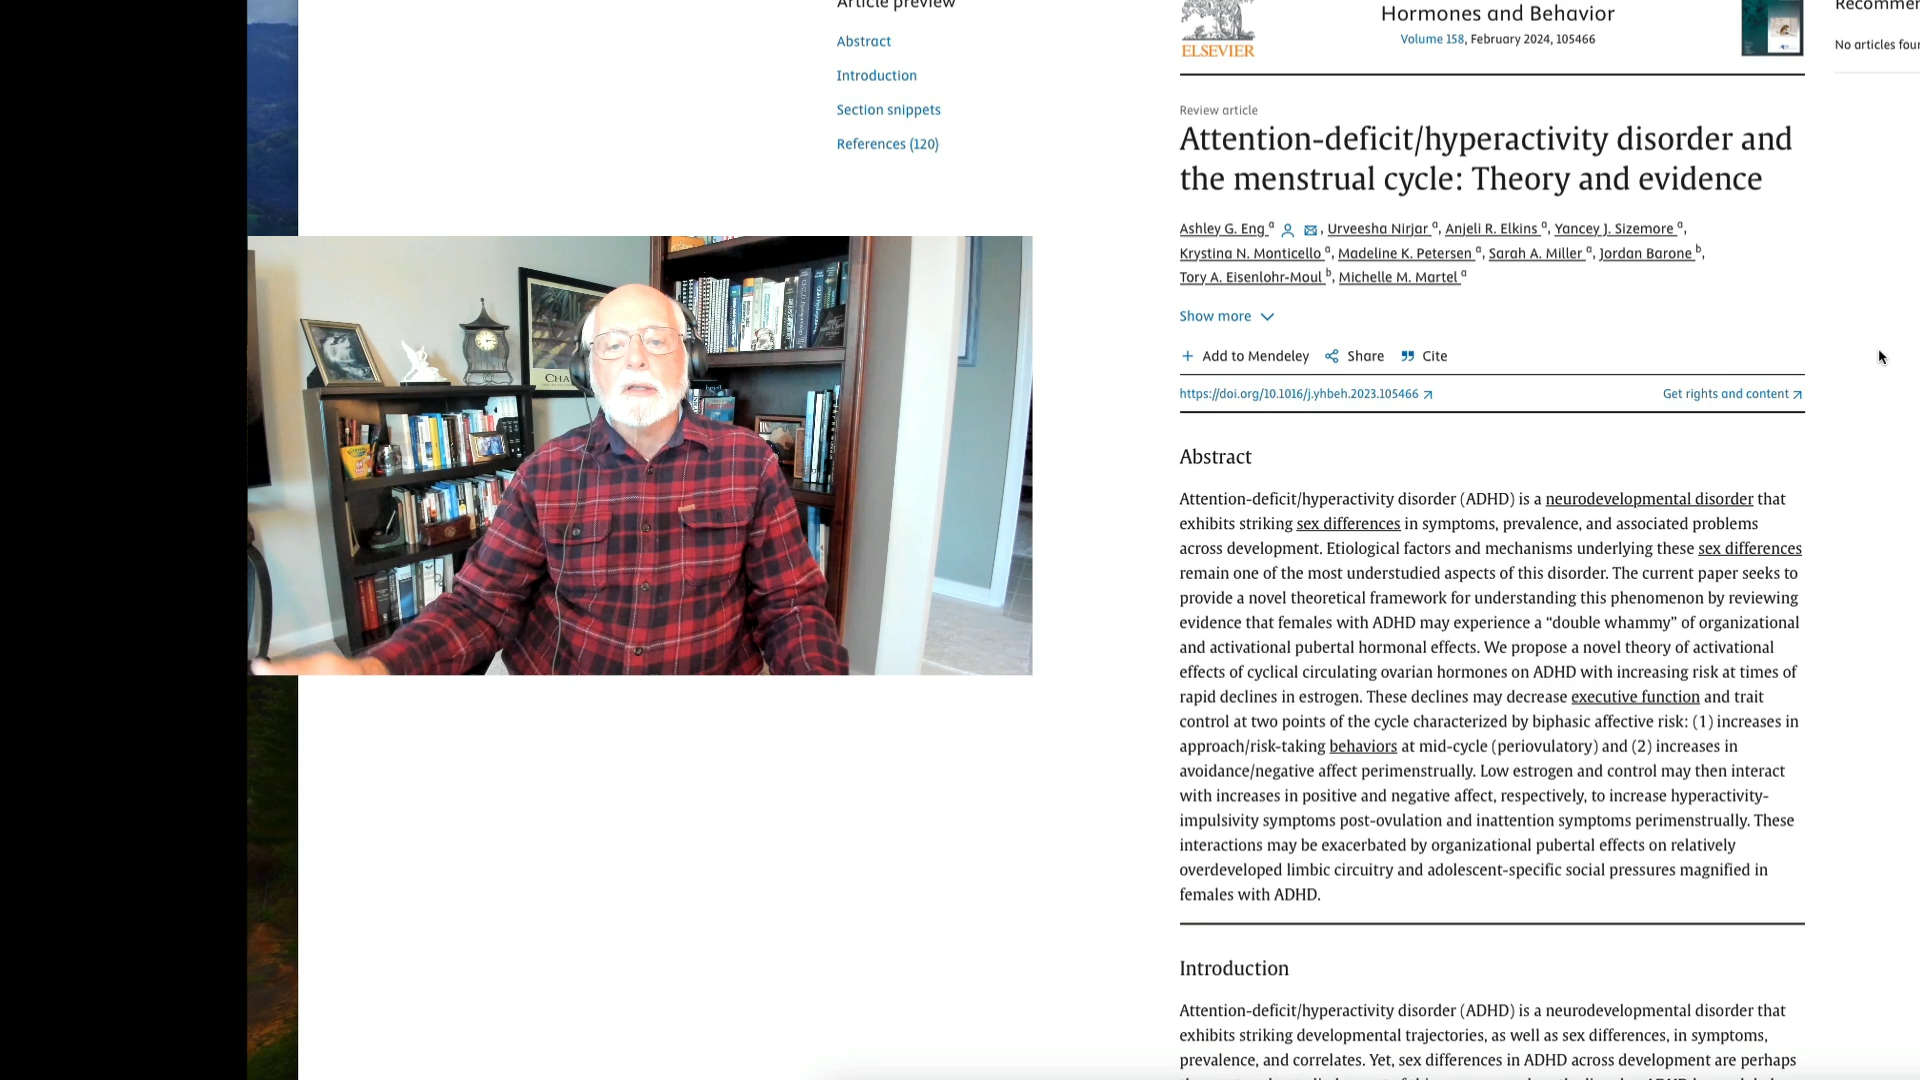 Article preview
Abstract
Introduction
Section snippets
References (120)
CHA
ELSEVIER
Hormones and Behavior
Volume 158, February 2024, 105466
Recommen
No articles four
Review article
Attention-deficit/hyperactivity disorder and
the menstrual cycle: Theory and evidence
Ashley G. Eng a, Urveesha Nirjar a, Anjeli R. Elkins a, Yancey J. Sizemore a,
Krystina N. Monticello a, Madeline K. Petersen a, Sarah A. Miller a, Jordan Barone b,
Tory A. Eisenlohr-Moul b, Michelle M. Martel a
Show more
+ Add to Mendeley Share Cite
https://doi.org/10.1016/j.yhbeh.2023.105466 Get rights and content
Abstract
Attention-deficit/hyperactivity disorder (ADHD) is a neurodevelopmental disorder that
exhibits striking sex differences in symptoms, prevalence, and associated problems
across development. Etiological factors and mechanisms underlying these sex differences
remain one of the most understudied aspects of this disorder. The current paper seeks to
provide a novel theoretical framework for understanding this phenomenon by reviewing
evidence that females with ADHD may experience a “double whammy” of organizational
and activational pubertal hormonal effects. We propose a novel theory of activational
effects of cyclical circulating ovarian hormones on ADHD with increasing risk at times of
rapid declines in estrogen. These declines may decrease executive function and trait
control at two points of the cycle characterized by biphasic affective risk: (1) increases in
approach/risk-taking behaviors at mid-cycle (periovulatory) and (2) increases in
avoidance/negative affect perimenstrually. Low estrogen and control may then interact
with increases in positive and negative affect, respectively, to increase hyperactivity-
impulsivity symptoms post-ovulation and inattention symptoms perimenstrually. These
interactions may be exacerbated by organizational pubertal effects on relatively
overdeveloped limbic circuitry and adolescent-specific social pressures magnified in
females with ADHD.
Introduction
Attention-deficit/hyperactivity disorder (ADHD) is a neurodevelopmental disorder that
exhibits striking developmental trajectories, as well as sex differences, in symptoms,
prevalence, and correlates. Yet, sex differences in ADHD across development are perhaps